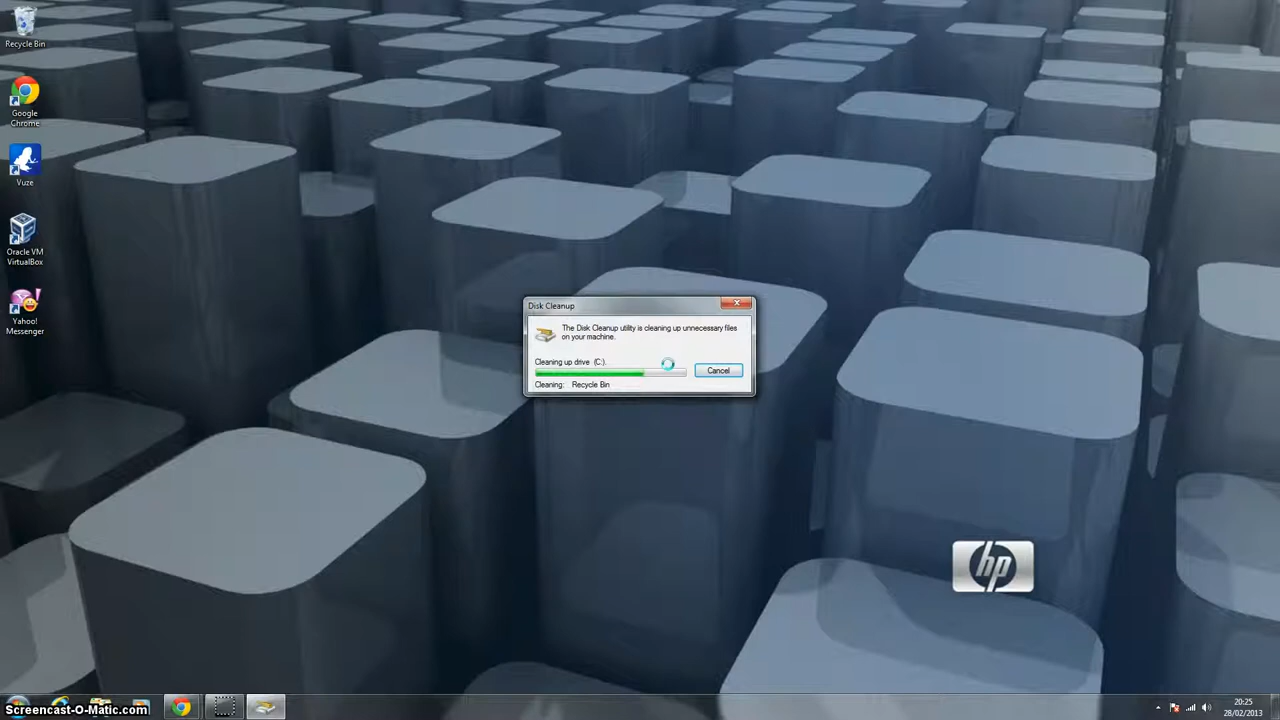 Recycle Bin
Google
Chrome
Vuze
Oracle VM
VirtualBox
Yahoo!
Messenger
Disk Cleanup
The Disk Cleanup utility is cleaning up unnecessary files
on your machine.
Cleaning up drive (C:).
Cancel
Cleaning: Recycle Bin
hp
Screencast-O-Matic.com
20:25
28/02/2013